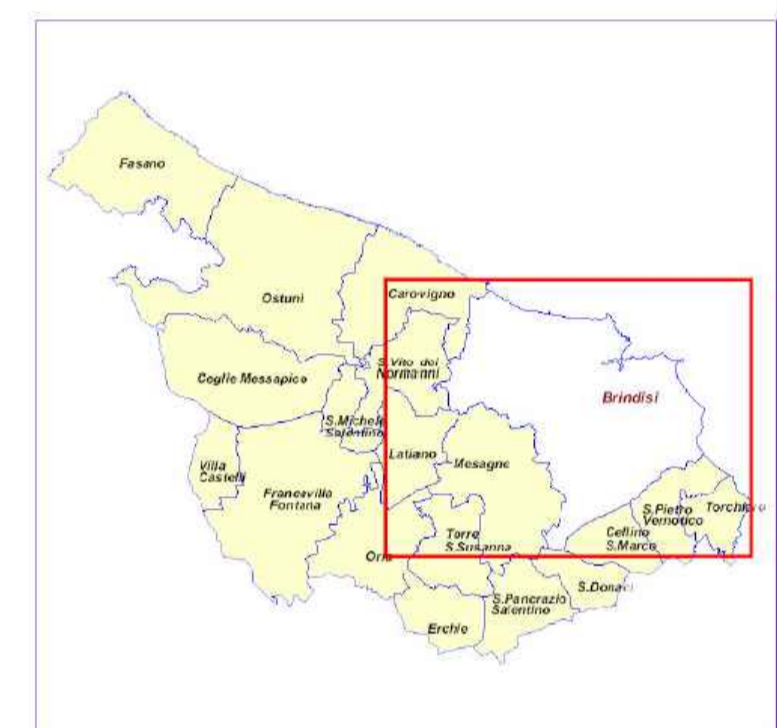 Fasano
Ostuni
Carovigno
S.Vito dei
Normanni
Ceglie Messapico
Brindisi
S.Michele
Salentino
Latiano
Mesagne
Villa
Castelli
Francavilla
Fontana
S.Pietro
Vernotico
Torchiaro
Cellino
S.Marco
Torre
S.Susanna
Oria
S.Donaci
S.Pancrazio
Salentino
Erchie